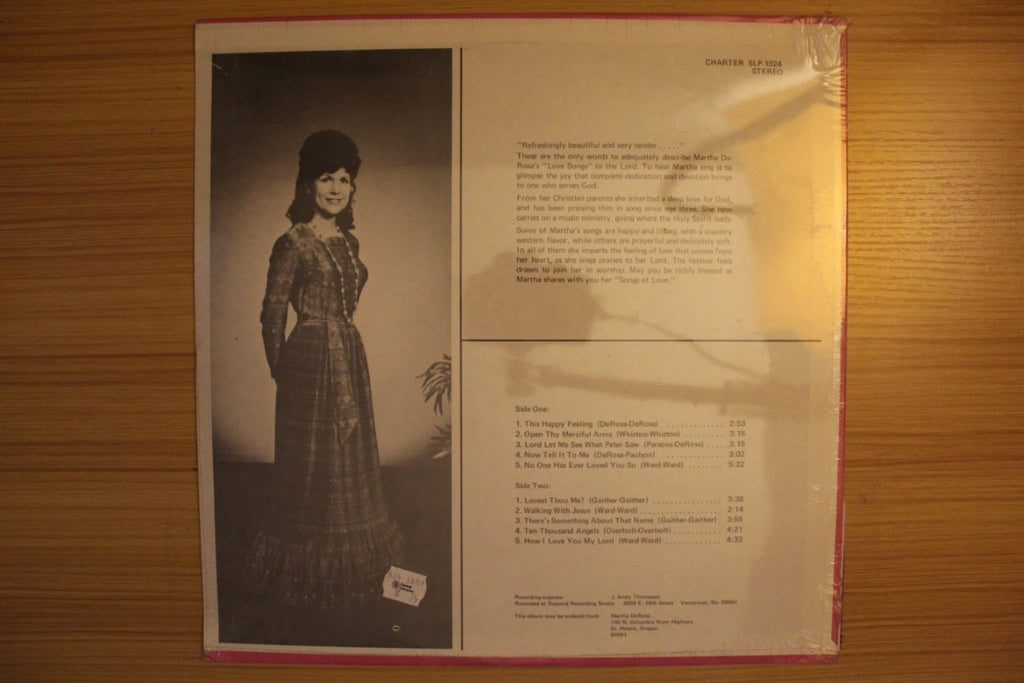 CHARTER SLP-1024
STEREO
"Refreshingly beautiful and very tender . . . . ."
These are the only words to adequately describe Martha De-
Rosa's "Love Songs" to the Lord. To hear Martha sing is to
glimpse the joy that complete dedication and devotion brings
to one who serves God.
From her Christian parents she inherited a deep love for God,
and has been praising Him in song since age three. She now
carries on a music ministry, going where the Holy Spirit leads.
Some of Martha's songs are happy and lilting, with a country
western flavor, while others are prayerful and delicately soft.
In all of them she imparts the feeling of love that comes from
her heart, as she sings praises to her Lord. The listener feels
drawn to join her in worship. May you be richly blessed as
Martha shares with you her "Songs of Love."
Side One:
1. This Happy Feeling (DeRosa-DeRosa) . . . . . . . . . . . . . 2:53
2. Open Thy Merciful Arms (Whinton-Whinton) . . . . . . . . . 3:15
3. Lord Let Me See What Peter Saw (Parsons-DeRosa) . . . . 3:15
4. Now Tell It To Me (DeRosa-Paulson) . . . . . . . . . . . . . 3:02
5. No One Has Ever Loved You So (Ward-Ward) . . . . . . . . 5:22
Side Two:
1. Lovest Thou Me? (Gaither-Gaither) . . . . . . . . . . . . . . . 3:38
2. Walking With Jesus (Ward-Ward) . . . . . . . . . . . . . . . . 2:14
3. There's Something About That Name (Gaither-Gaither) . 3:55
4. Ten Thousand Angels (Overholt-Overholt) . . . . . . . . . . 4:21
5. How I Love You My Lord (Ward-Ward) . . . . . . . . . . . . 4:33
Recording engineer J. Andy Thompson
Recorded at Ripcord Recording Studio E. 16th Street Vancouver,
This album may be ordered from Martha DeRosa
N. Columbia River Highway
St. Helens, Oregon
97051